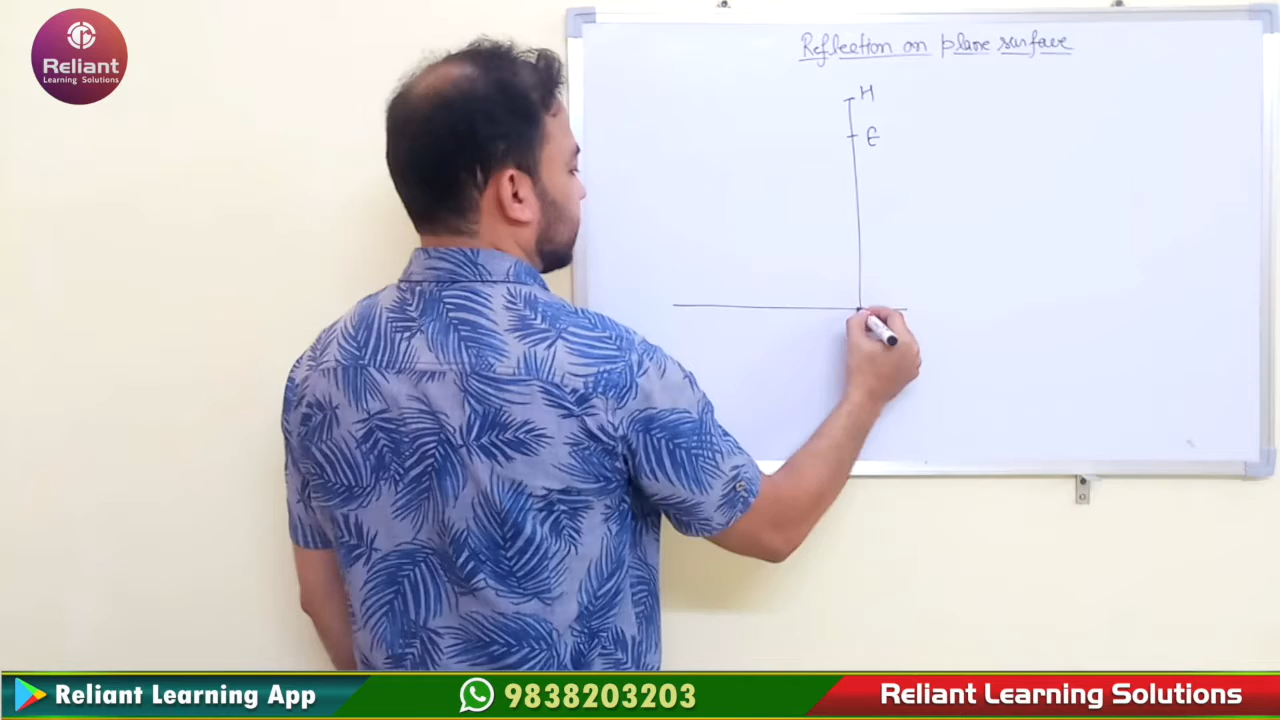 Reliant
Learning Solutions
Reflection on plane surface
H
E
Reliant Learning App
9838203203
Reliant Learning Solutions